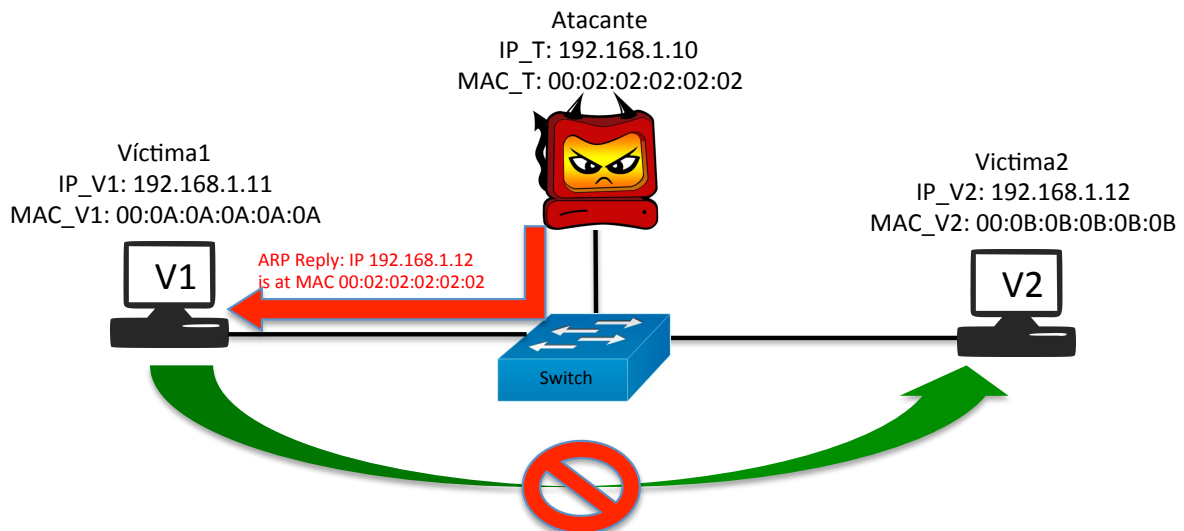 Atacante
IP_T: 192.168.1.10
MAC_T: 00:02:02:02:02:02
Víctima1
IP_V1: 192.168.1.11
MAC_V1: 00:0A:0A:0A:0A:0A
Victima2
IP_V2: 192.168.1.12
MAC_V2: 00:0B:0B:0B:0B:0B
ARP Reply: IP 192.168.1.12
is at MAC 00:02:02:02:02:02
V1
V2
Switch